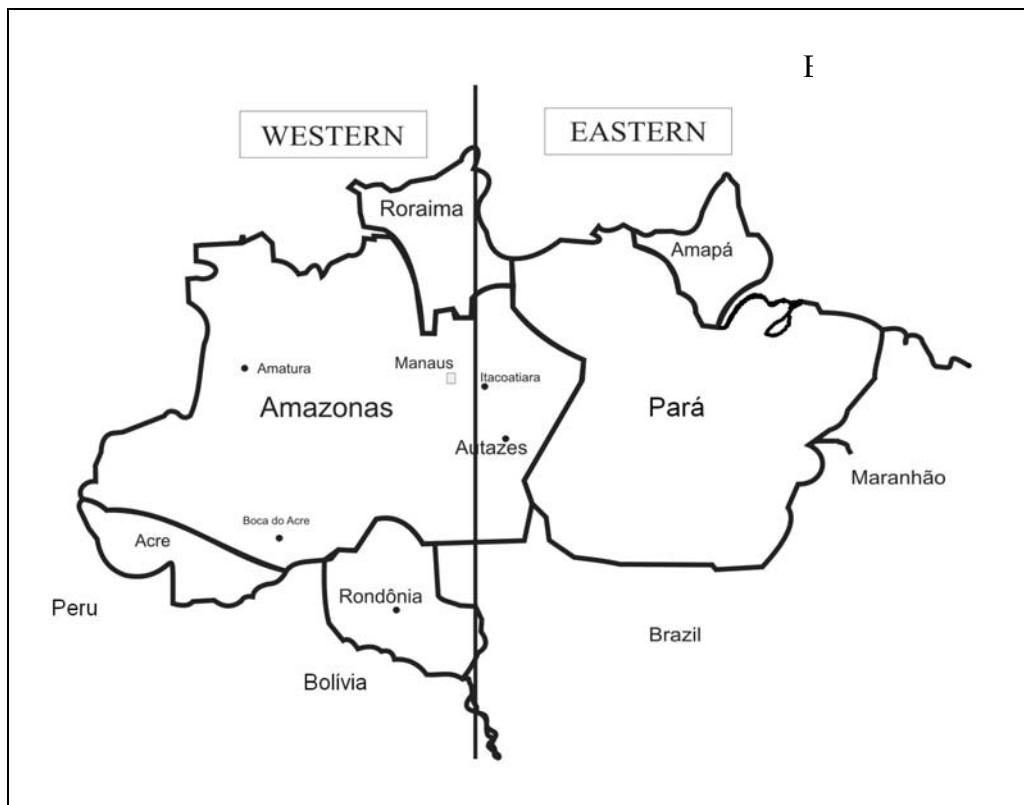 WESTERN
EASTERN
Roraima
Amapá
Manaus
Amatura
Itacoatiara
Amazonas
Pará
Autazes
Maranhão
Boca do Acre
Acre
Rondônia
Peru
Brazil
Bolívia